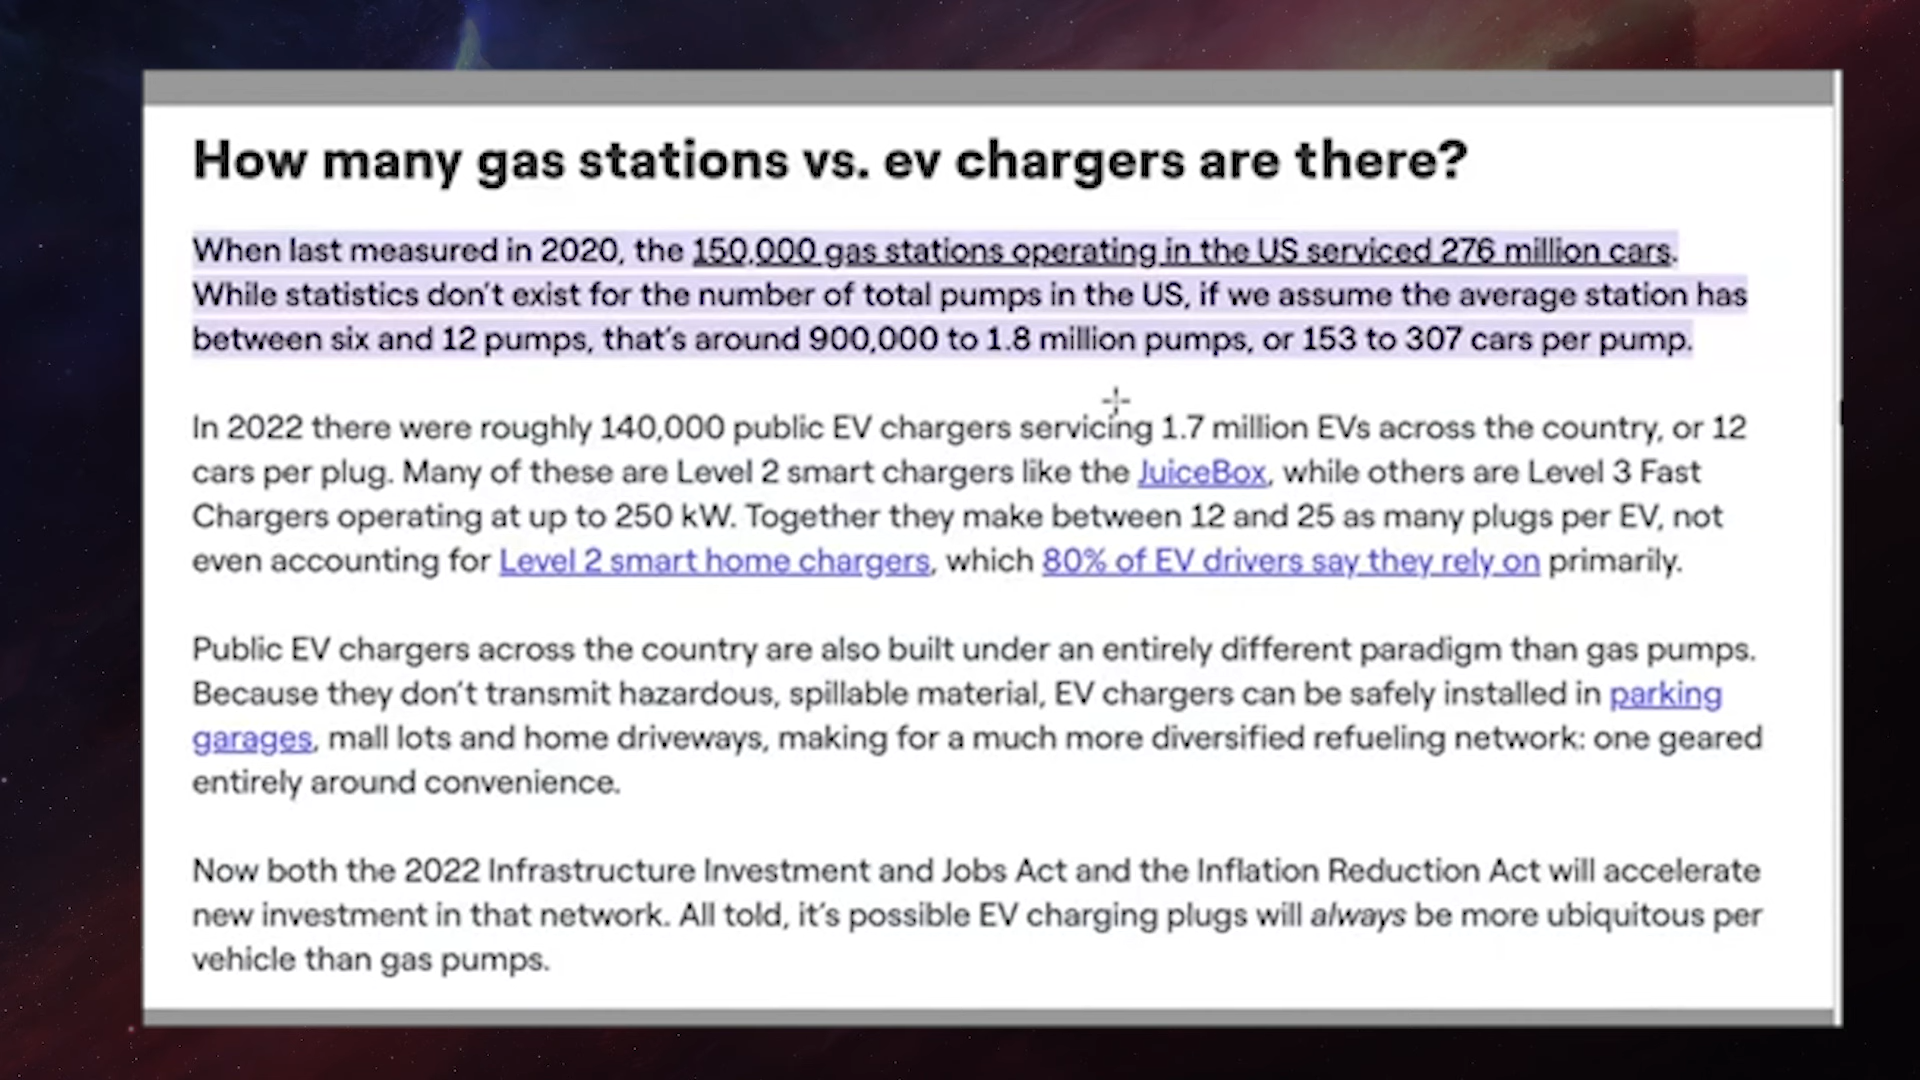 How many gas stations vs. ev chargers are there?
When last measured in 2020, the 150,000 gas stations operating in the US serviced 276 million cars.
While statistics don't exist for the number of total pumps in the US, if we assume the average station has
between six and 12 pumps, that's around 900,000 to 1.8 million pumps, or 153 to 307 cars per pump.
In 2022 there were roughly 140,000 public EV chargers servicing 1.7 million EVs across the country, or 12
cars per plug. Many of these are Level 2 smart chargers like the JuiceBox, while others are Level 3 Fast
Chargers operating at up to 250 kW. Together they make between 12 and 25 as many plugs per EV, not
even accounting for Level 2 smart home chargers, which 80% of EV drivers say they rely on primarily.
Public EV chargers across the country are also built under an entirely different paradigm than gas pumps.
Because they don't transmit hazardous, spillable material, EV chargers can be safely installed in parking
garages, mall lots and home driveways, making for a much more diversified refueling network: one geared
entirely around convenience.
Now both the 2022 Infrastructure Investment and Jobs Act and the Inflation Reduction Act will accelerate
new investment in that network. All told, it's possible EV charging plugs will always be more ubiquitous per
vehicle than gas pumps.